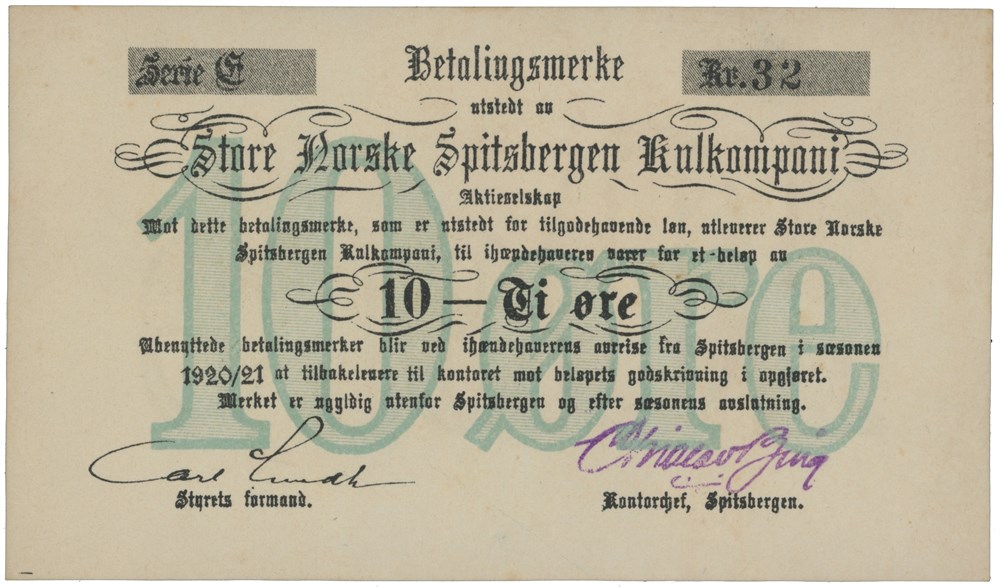 Serie E
Betalingsmerke
Nr. 32
utstedt av
Store Norske Spitsbergen Kulkompani
Aktieselskap
Mot dette betalingsmerke, som er utstedt for tilgodehavende løn, utleverer Store Norske
Spitsbergen Kulkompani, til ihændehaveren varer for et beløp av
10 — Ti øre
Ubenyttede betalingsmerker blir ved ihændehaverens avreise fra Spitsbergen i sæsonen
1920/21 at tilbakelevere til kontoret mot beløpets godskrivning i opgjøret.
Merket er ugyldig utenfor Spitsbergen og efter sæsonens avslutning.
10 øre
Carl Lundh
Styrets formand.
Kontorchef, Spitsbergen.